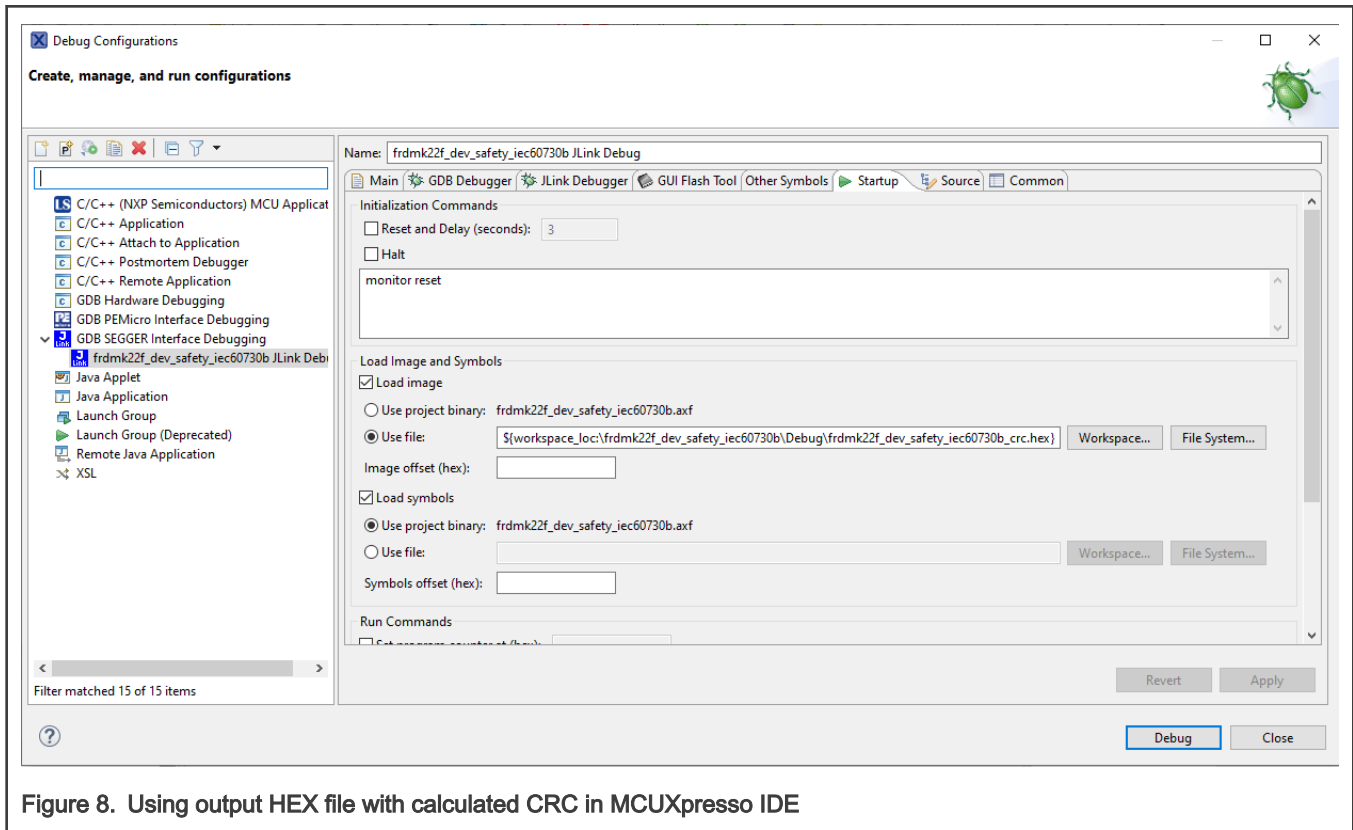 Debug Configurations
Create, manage, and run configurations
Name: frdmk22f_dev_safety_iec60730b JLink Debug
Main GDB Debugger JLink Debugger GUI Flash Tool Other Symbols Startup Source Common
C/C++ (NXP Semiconductors) MCU Applicat
C/C++ Application
C/C++ Attach to Application
C/C++ Postmortem Debugger
C/C++ Remote Application
GDB Hardware Debugging
GDB PEMicro Interface Debugging
GDB SEGGER Interface Debugging
frdmk22f_dev_safety_iec60730b JLink Deb
Java Applet
Java Application
Launch Group
Launch Group (Deprecated)
Remote Java Application
XSL
Filter matched 15 of 15 items
Initialization Commands
Reset and Delay (seconds): 3
Halt
monitor reset
Load Image and Symbols
Load image
Use project binary: frdmk22f_dev_safety_iec60730b.axf
Use file: ${workspace_loc:\frdmk22f_dev_safety_iec60730b\Debug\frdmk22f_dev_safety_iec60730b_crc.hex} Workspace... File System...
Image offset (hex):
Load symbols
Use project binary: frdmk22f_dev_safety_iec60730b.axf
Use file: Workspace... File System...
Symbols offset (hex):
Run Commands
Set program counter at (hex):
Revert Apply
Debug Close
Figure 8. Using output HEX file with calculated CRC in MCUXpresso IDE